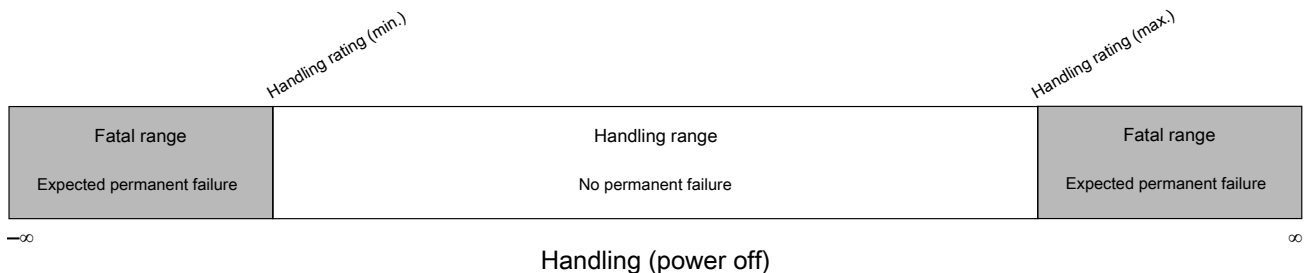 Handling rating (min.)
Handling rating (max.)
Fatal range
Handling range
Fatal range
Expected permanent failure
No permanent failure
Expected permanent failure
–∞
∞
Handling (power off)